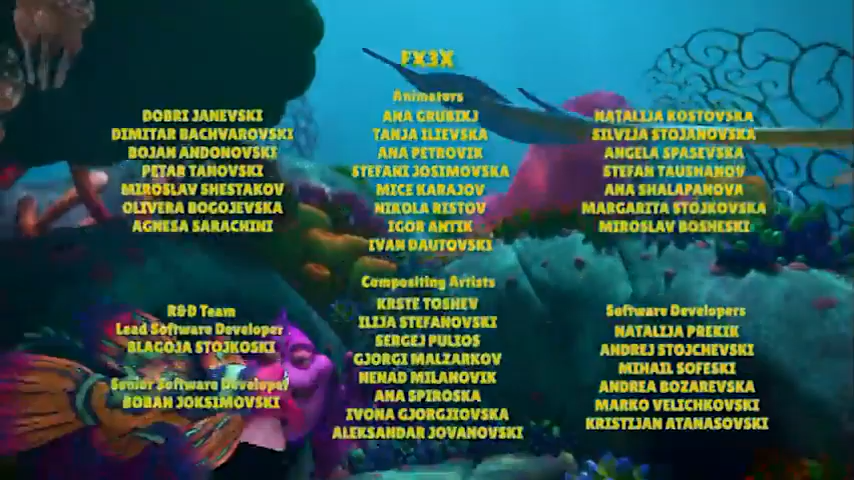 FX3X
Animators
DOBRI JANEVSKI
DIMITAR BACHVAROVSKI
BOJAN ANDONOVSKI
PETAR TANOVSKI
MIROSLAV SHESTAKOV
OLIVERA BOGOJEVSKA
AGNESA SARACHINI
ANA GRUBIKJ
TANJA ILIEVSKA
ANA PETROVIK
STEFANI JOSIMOVSKA
MICE KARAJOV
NIKOLA RISTOV
IGOR ANTIK
IVAN DAUTOVSKI
NATALIJA KOSTOVSKA
SILVIJA STOJANOVSKA
ANGELA SPASEVSKA
STEFAN TAUSHANOV
ANA SHALAPANOVA
MARGARITA STOJKOVSKA
MIROSLAV BOSHESKI
R&D Team
Lead Software Developer
BLAGOJA STOJKOSKI
Senior Software Developer
BOBAN JOKSIMOVSKI
Compositing Artists
KRSTE TOSHEV
ILIJA STEFANOVSKI
SERGEJ PULIOS
GJORGI MALZARKOV
NENAD MILANOVIK
ANA SPIROSKA
IVONA GJORGJIOVSKA
ALEKSANDAR JOVANOVSKI
Software Developers
NATALIJA PREKIK
ANDREJ STOJCHEVSKI
MIHAIL SOFESKI
ANDREA BOZAREVSKA
MARKO VELICHKOVSKI
KRISTIJAN ATANASOVSKI